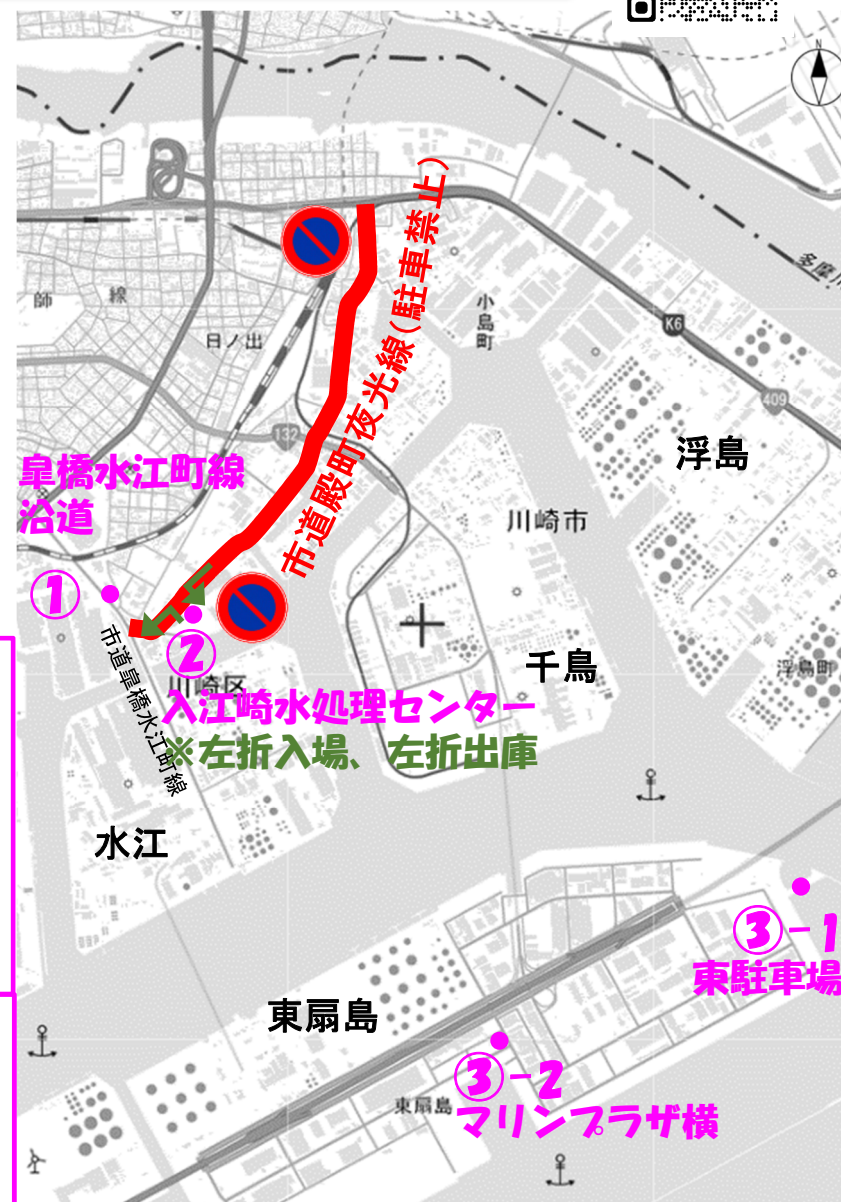 N
多摩川
市道殿町夜光線(駐車禁止)
師 線
小島町
日ノ出
K6
409
132
浮島
皐橋水江町線
沿道
川崎市
①
②
市道皐橋水江町線
川崎区
千鳥
浮島町
入江崎水処理センター
※左折入場、左折出庫
水江
③-1
東駐車場
東扇島
③-2
東扇島
マリンプラザ横